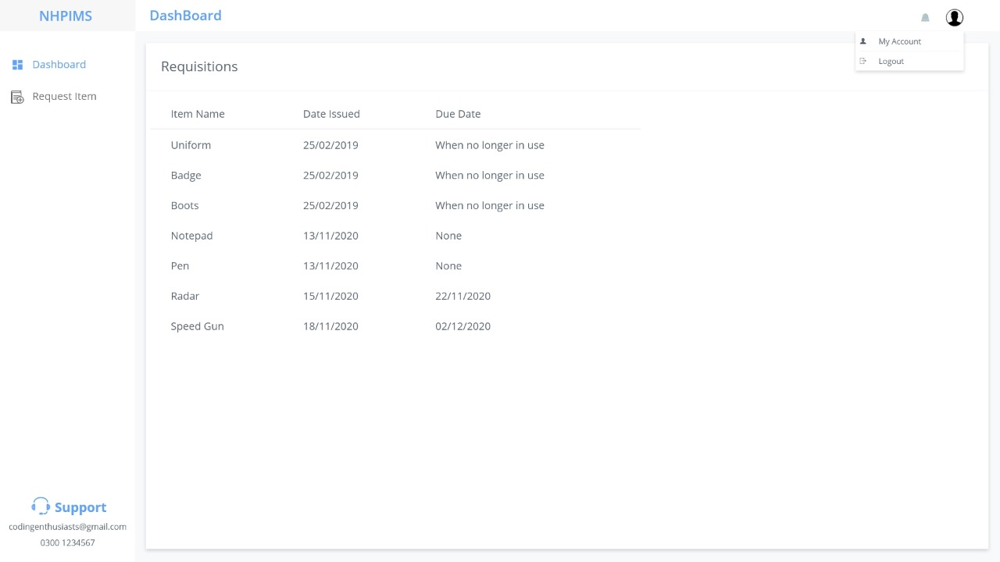 NHPIMS
DashBoard
My Account
Logout
Dashboard
Request Item
Requisitions
Item Name Date Issued Due Date
Uniform 25/02/2019 When no longer in use
Badge 25/02/2019 When no longer in use
Boots 25/02/2019 When no longer in use
Notepad 13/11/2020 None
Pen 13/11/2020 None
Radar 15/11/2020 22/11/2020
Speed Gun 18/11/2020 02/12/2020
Support
codingenthusiasts@gmail.com
0300 1234567